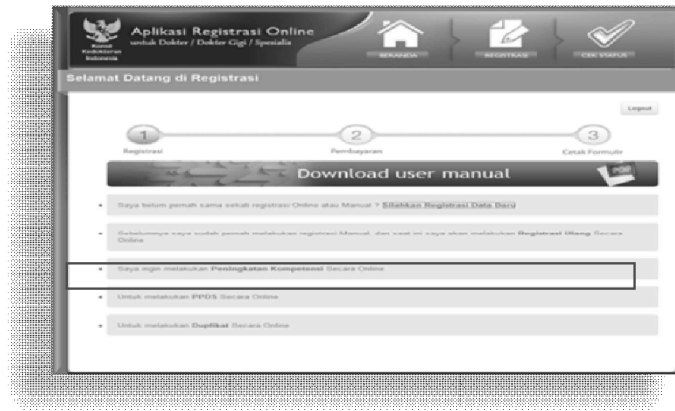 Aplikasi Registrasi Online
untuk Dokter / Dokter Gigi / Spesialis
Konsil
Kedokteran
Indonesia
BERANDA
REGISTRASI
CEK STATUS
Selamat Datang di Registrasi
Logout
1
2
3
Registrasi
Pembayaran
Cetak Formulir
Download user manual
Saya belum pernah sama sekali registrasi Online atau Manual ? Silahkan Registrasi Data Baru
Sebelumnya saya sudah pernah melakukan registrasi Manual, dan saat ini saya akan melakukan Registrasi Ulang Secara
Online
Saya ingin melakukan Peningkatan Kompetensi Secara Online
Untuk melakukan PPDS Secara Online
Untuk melakukan Duplikat Secara Online